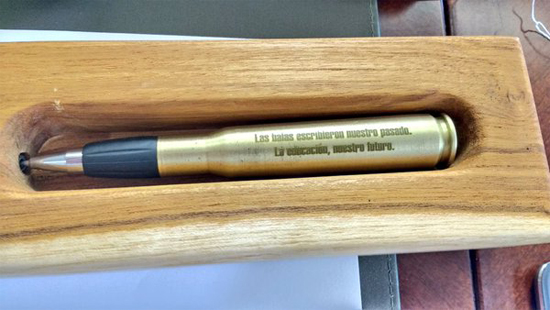 Las balas escribieron nuestro pasado.
La educación, nuestro futuro.